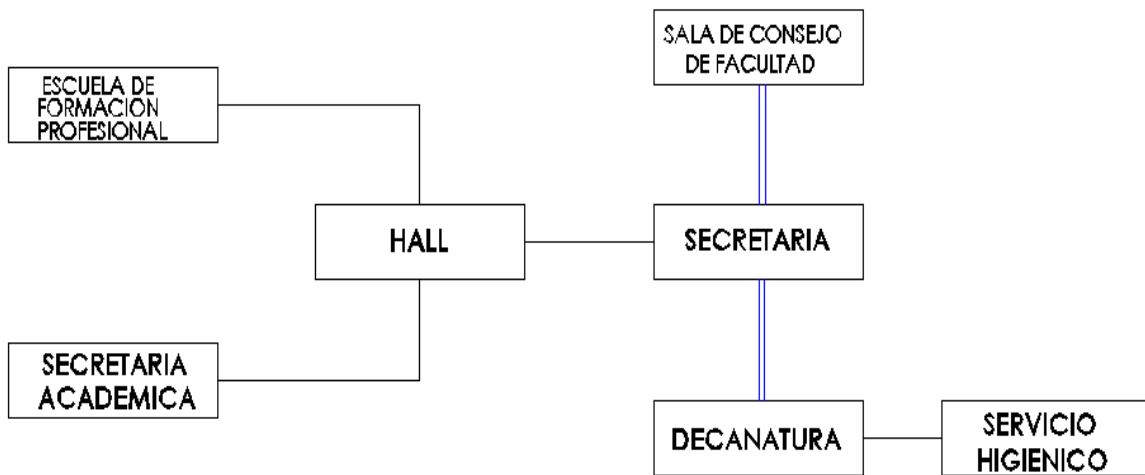 SALA DE CONSEJO
DE FACULTAD
ESCUELA DE
FORMACION
PROFESIONAL
HALL
SECRETARIA
SECRETARIA
ACADEMICA
DECANATURA
SERVICIO
HIGIENICO